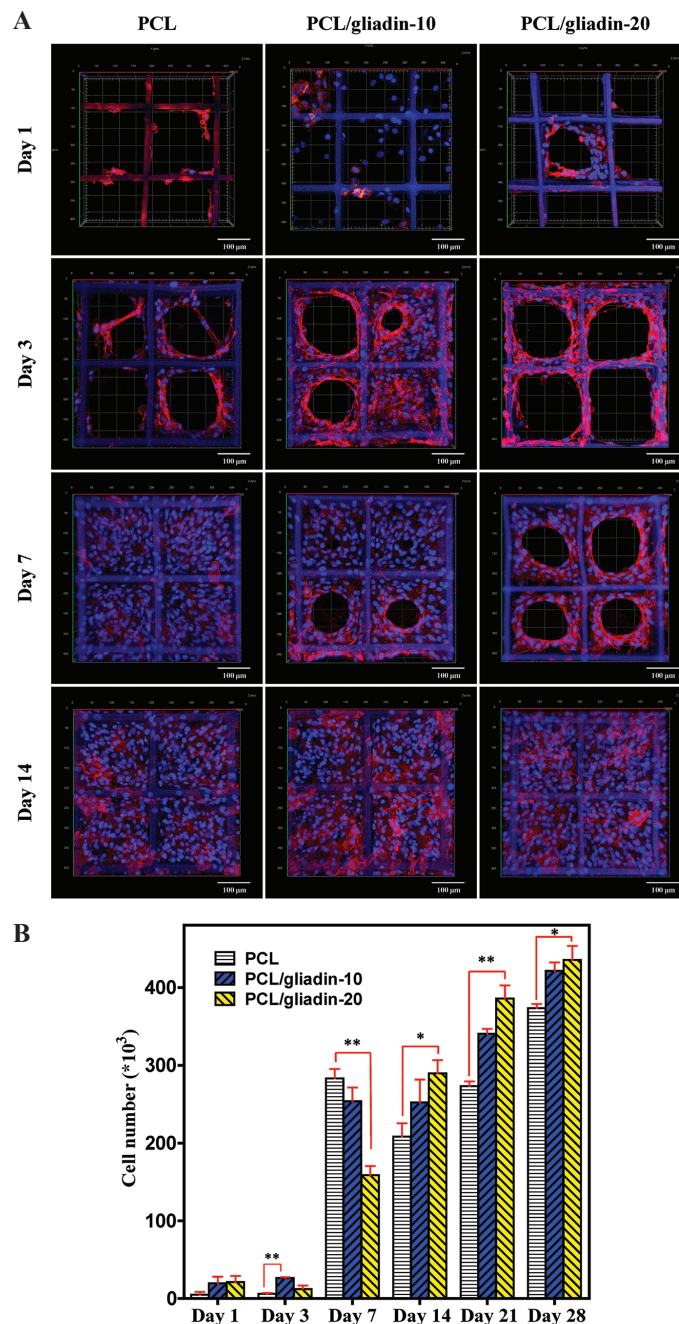 A
PCL
PCL/gliadin-10
PCL/gliadin-20
Day 1
100 μm
100 μm
100 μm
Day 3
100 μm
100 μm
100 μm
Day 7
100 μm
100 μm
100 μm
Day 14
100 μm
100 μm
100 μm
B
PCL
PCL/gliadin-10
PCL/gliadin-20
Cell number (*10³)
400
300
200
100
0
**
**
*
**
*
Day 1 Day 3 Day 7 Day 14 Day 21 Day 28